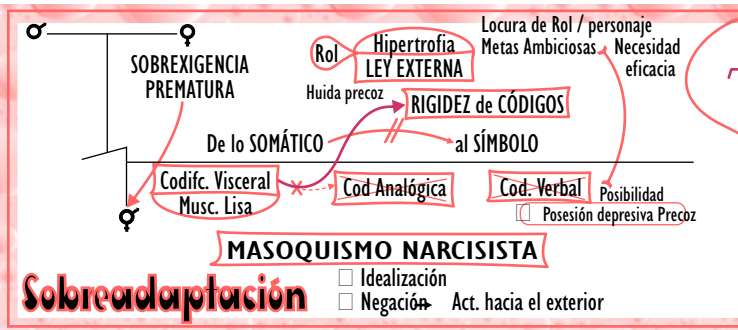 Locura de Rol / personaje
Metas Ambiciosas
Necesidad
eficacia
Rol
Hipertrofia
LEY EXTERNA
SOBREXIGENCIA
PREMATURA
Huida precoz
RIGIDEZ de CÓDIGOS
De lo SOMÁTICO
al SÍMBOLO
Codifc. Visceral
Musc. Lisa
Cod Analógica
Cod. Verbal
Posibilidad
Posesión depresiva Precoz
MASOQUISMO NARCISISTA
Sobreadaptación
Idealización
Negación
Act. hacia el exterior